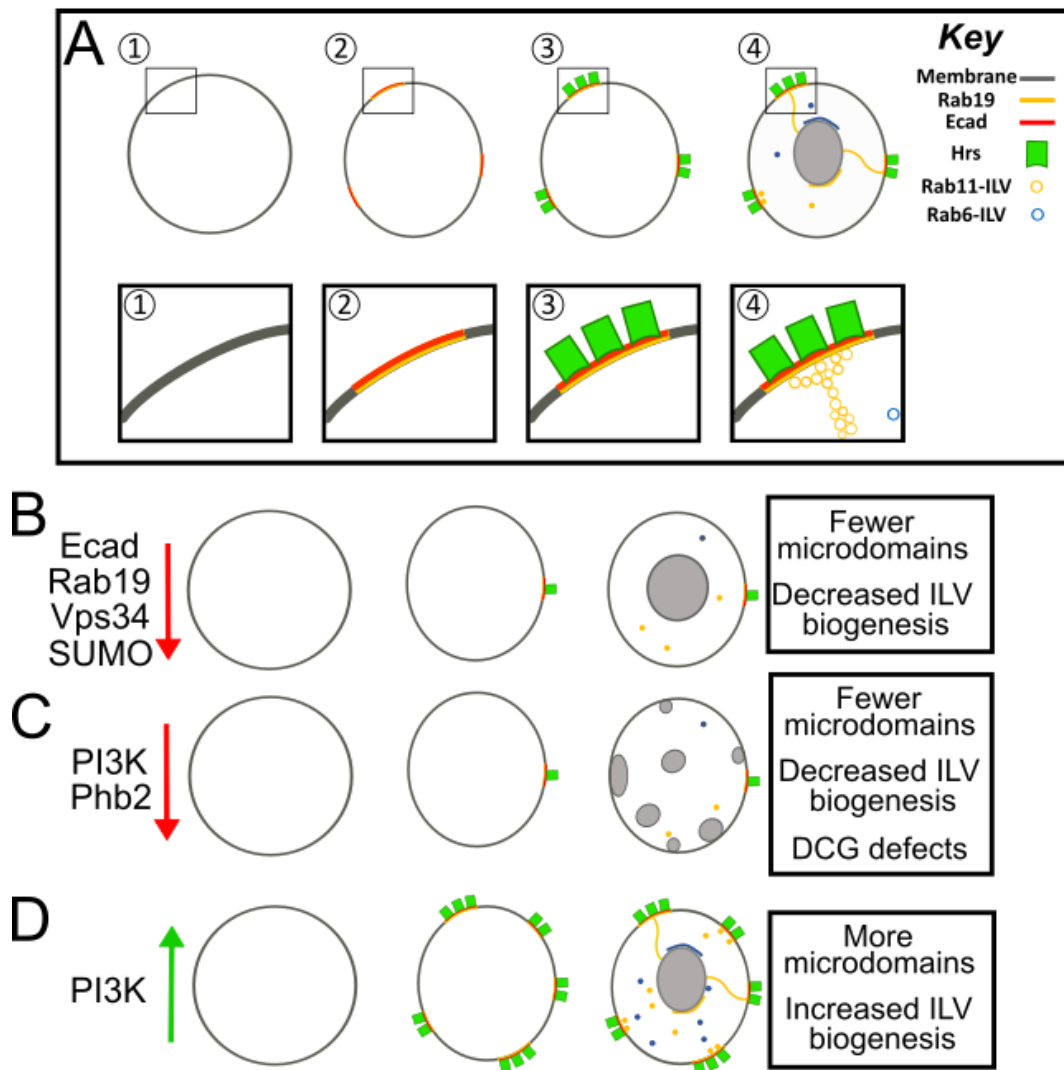 A
① ② ③ ④
Key
Membrane
Rab19
Ecad
Hrs
Rab11-ILV
Rab6-ILV
① ② ③ ④
B
Ecad
Rab19
Vps34
SUMO
Fewer
microdomains
Decreased ILV
biogenesis
C
PI3K
Phb2
Fewer
microdomains
Decreased ILV
biogenesis
DCG defects
D
PI3K
More
microdomains
Increased ILV
biogenesis